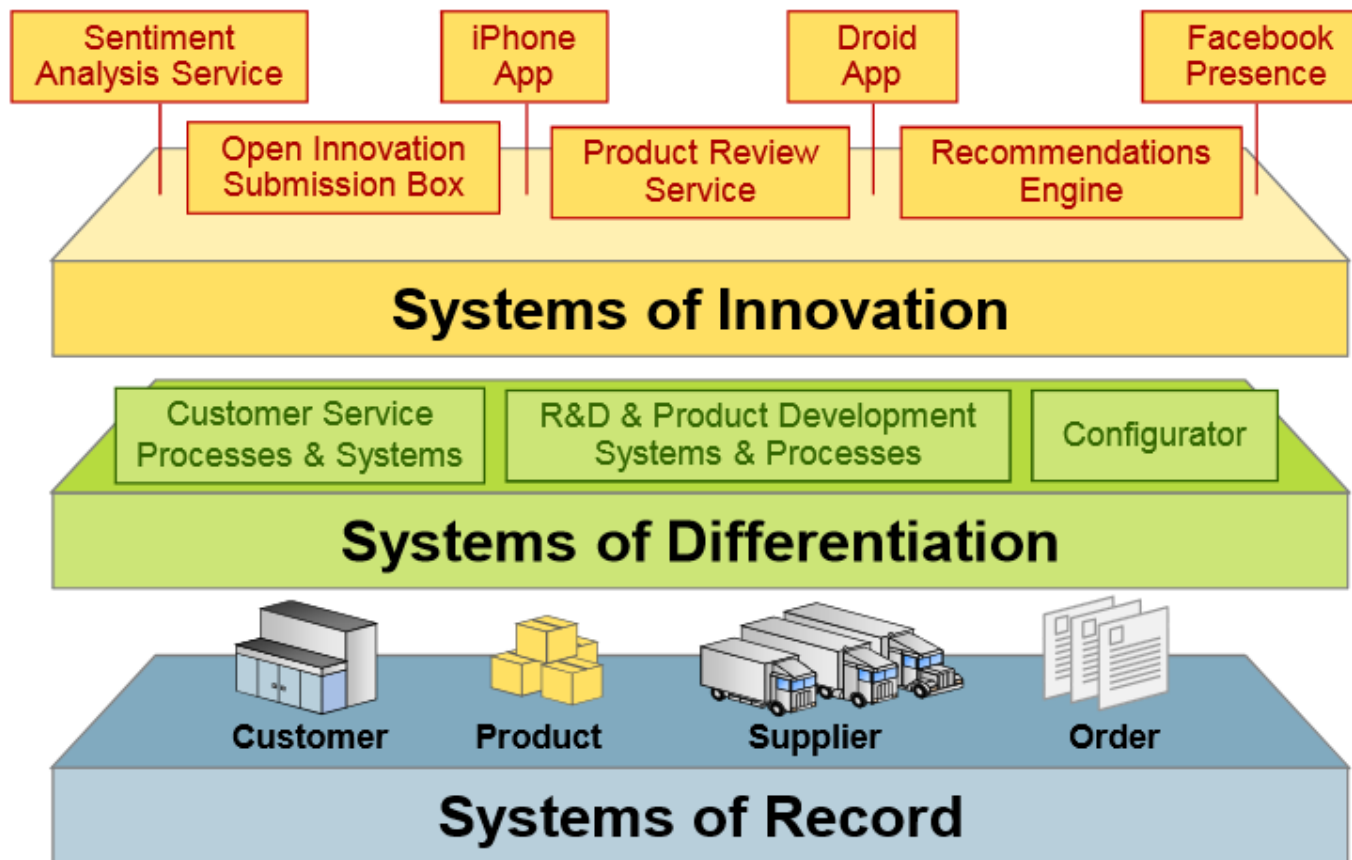 Sentiment
Analysis Service
iPhone
App
Droid
App
Facebook
Presence
Open Innovation
Submission Box
Product Review
Service
Recommendations
Engine
Systems of Innovation
Customer Service
Processes & Systems
R&D & Product Development
Systems & Processes
Configurator
Systems of Differentiation
Customer
Product
Supplier
Order
Systems of Record